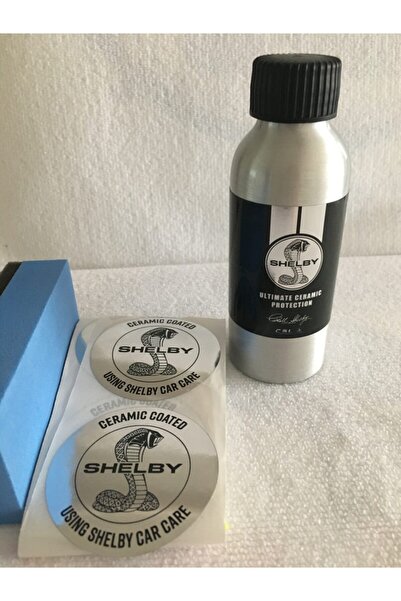 SHELBY
ULTIMATE CERAMIC
PROTECTION
CERAMIC COATED
SHELBY
USING SHELBY CAR CARE
CERAMIC COATED
SHELBY
USING SHELBY CAR CARE